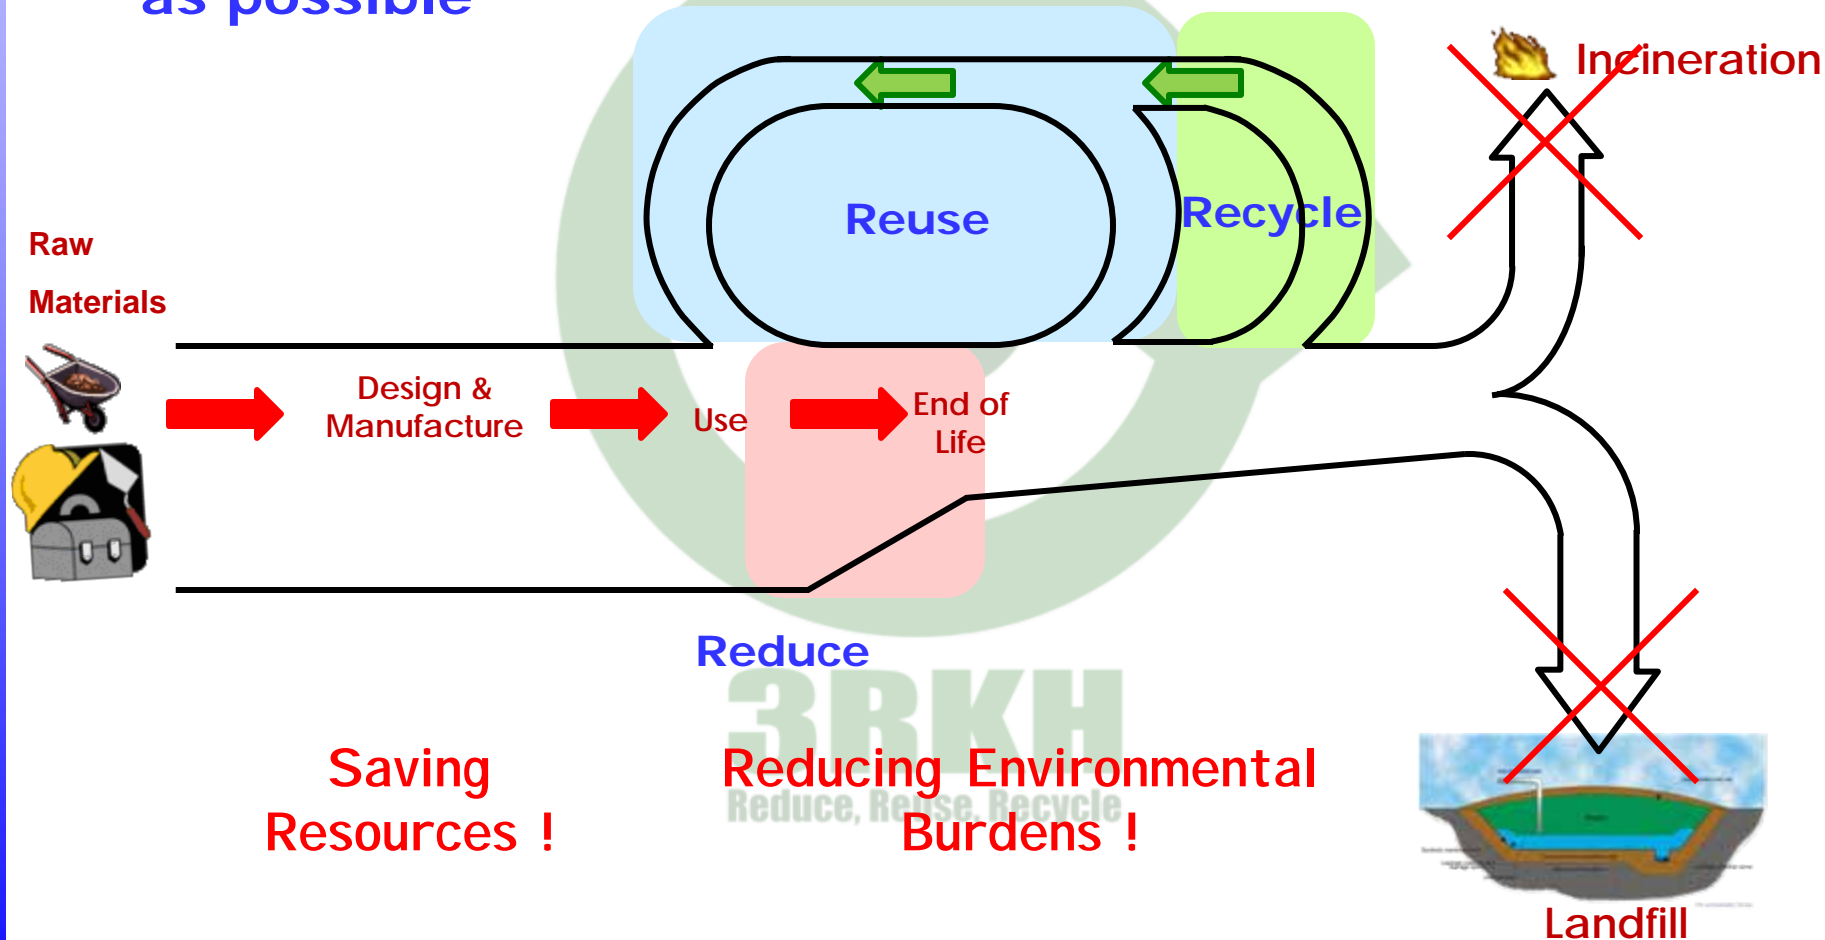 as possible
Incineration
Reuse
Recycle
Raw
Materials
Design &
Manufacture
Use
End of
Life
Reduce
3RKH
Reduce, Reuse, Recycle
Saving
Resources !
Reducing Environmental
Burdens !
Landfill